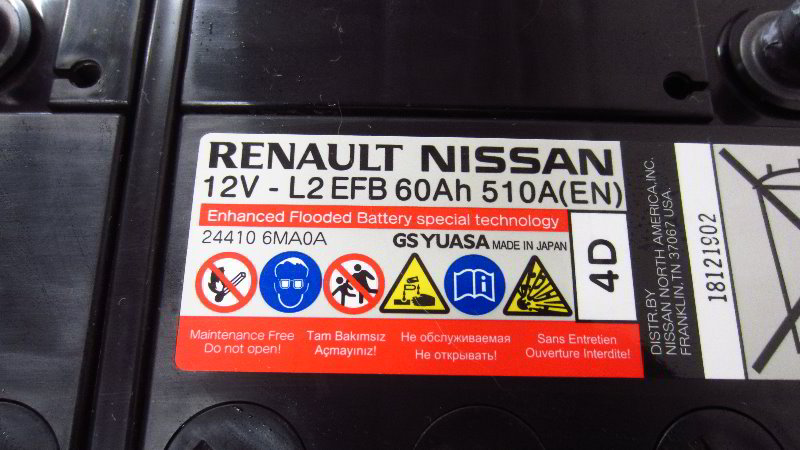 RENAULT NISSAN
12V - L2 EFB 60Ah 510A(EN)
Enhanced Flooded Battery special technology
24410 6MA0A
GS YUASA MADE IN JAPAN
4D
Maintenance Free
Do not open!
Tam Bakımsız
Açmayınız!
Не обслуживаемая
Не открывать!
Sans Entretien
Ouverture Interdite!
DISTR.BY
NISSAN NORTH AMERICA,INC.
FRANKLIN.TN 37067 USA.
18121902